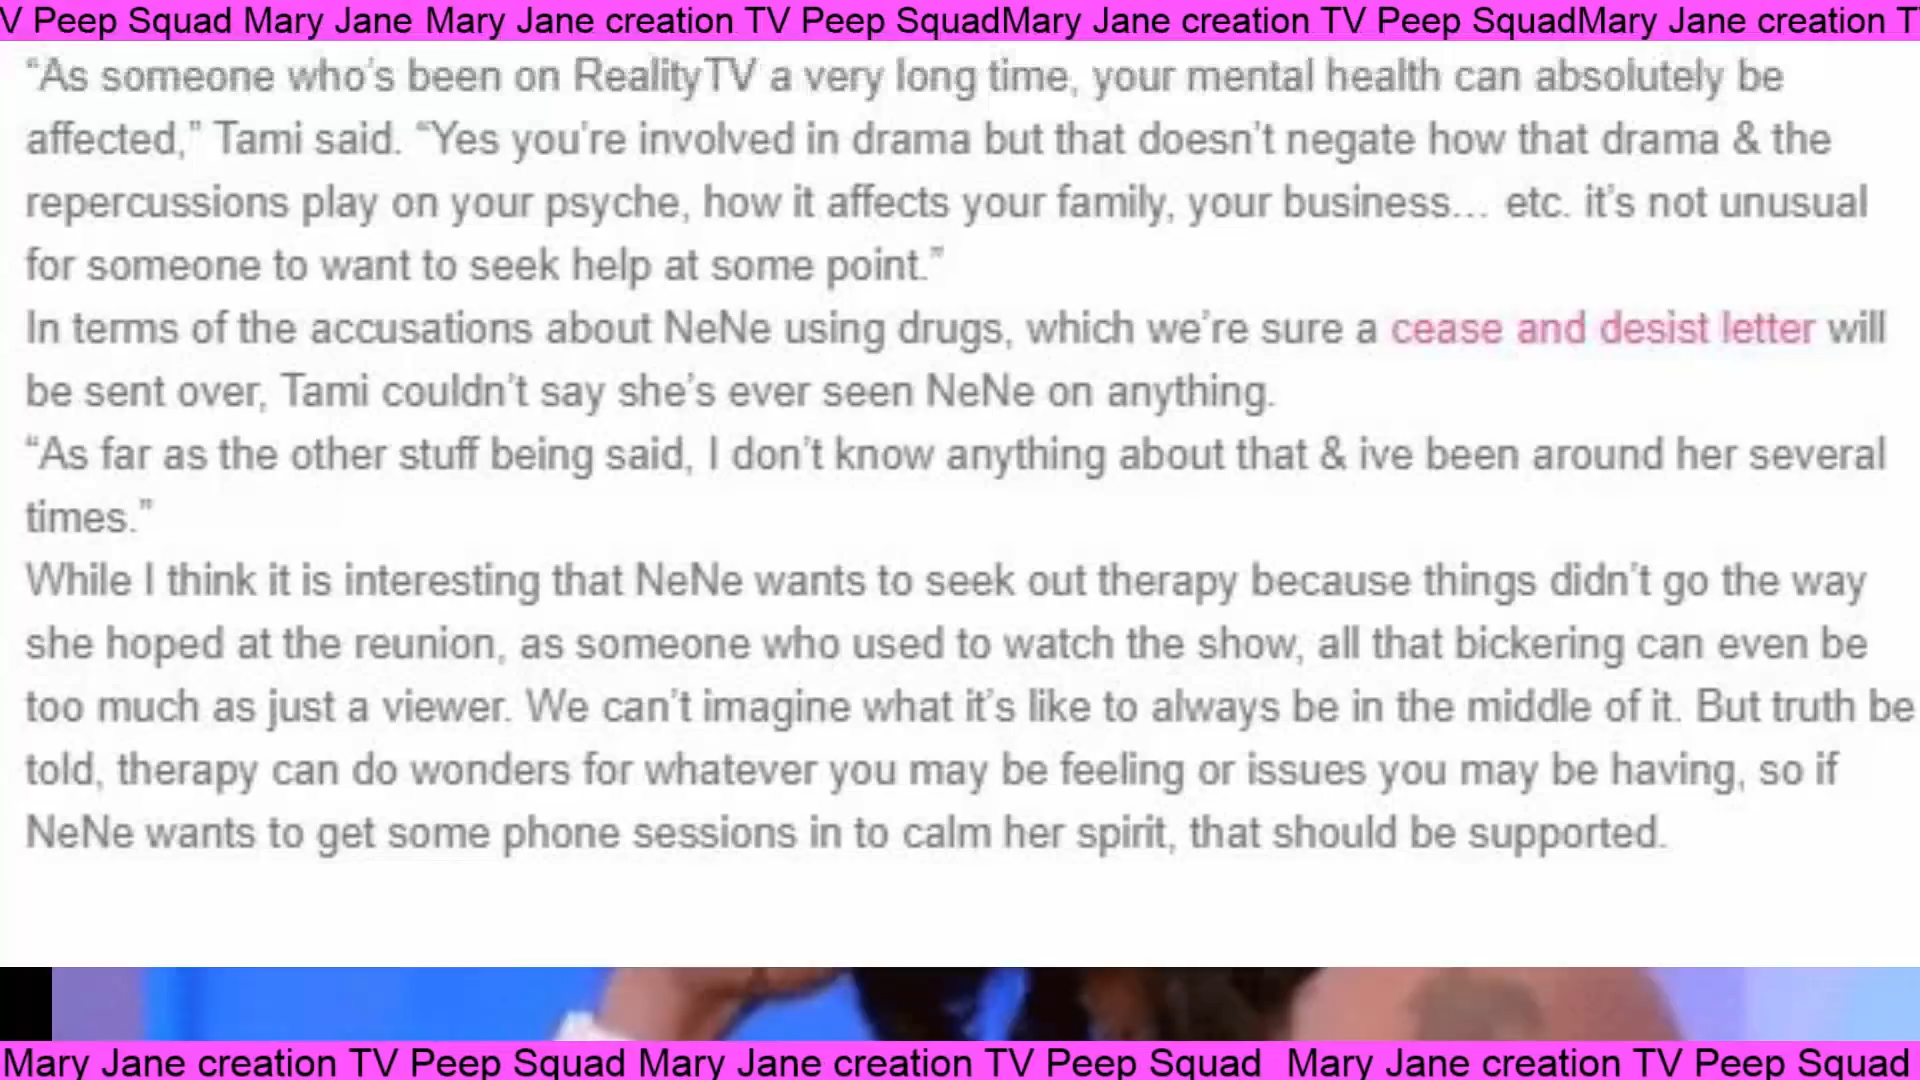 V Peep Squad Mary Jane Mary Jane creation TV Peep SquadMary Jane creation TV Peep SquadMary Jane creation T
“As someone who’s been on RealityTV a very long time, your mental health can absolutely be
affected,” Tami said. “Yes you’re involved in drama but that doesn’t negate how that drama & the
repercussions play on your psyche, how it affects your family, your business... etc. it’s not unusual
for someone to want to seek help at some point.”
In terms of the accusations about NeNe using drugs, which we’re sure a cease and desist letter will
be sent over, Tami couldn’t say she’s ever seen NeNe on anything.
“As far as the other stuff being said, I don’t know anything about that & ive been around her several
times.”
While I think it is interesting that NeNe wants to seek out therapy because things didn’t go the way
she hoped at the reunion, as someone who used to watch the show, all that bickering can even be
too much as just a viewer. We can’t imagine what it’s like to always be in the middle of it. But truth be
told, therapy can do wonders for whatever you may be feeling or issues you may be having, so if
NeNe wants to get some phone sessions in to calm her spirit, that should be supported.
Mary Jane creation TV Peep Squad Mary Jane creation TV Peep Squad Mary Jane creation TV Peep Squad